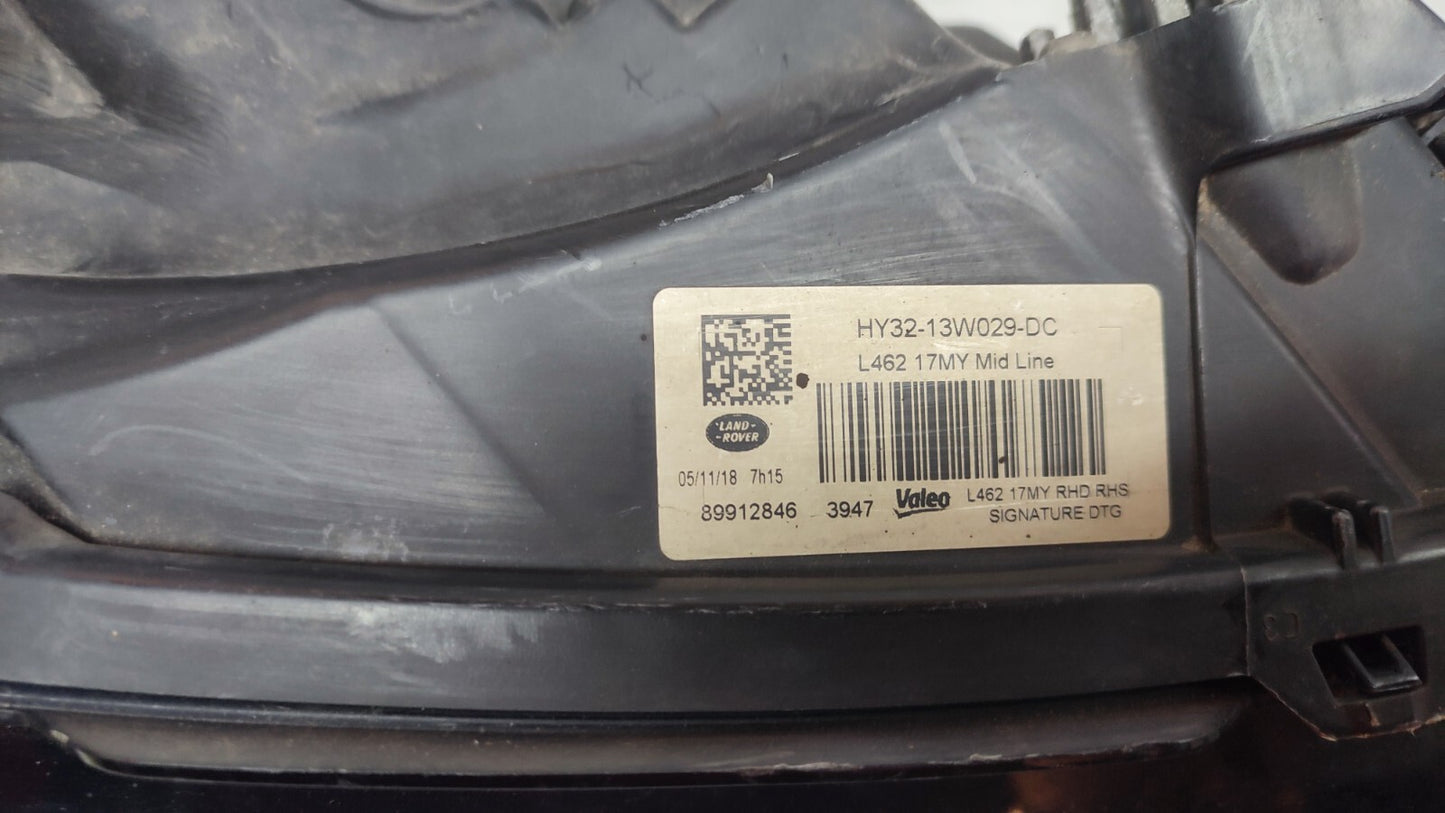 HY32-13W029-DC
L462 17MY Mid Line
LAND-
-ROVER
05/11/18 7h15
89912846 3947 Valeo L462 17MY RHD RHS
SIGNATURE DTG